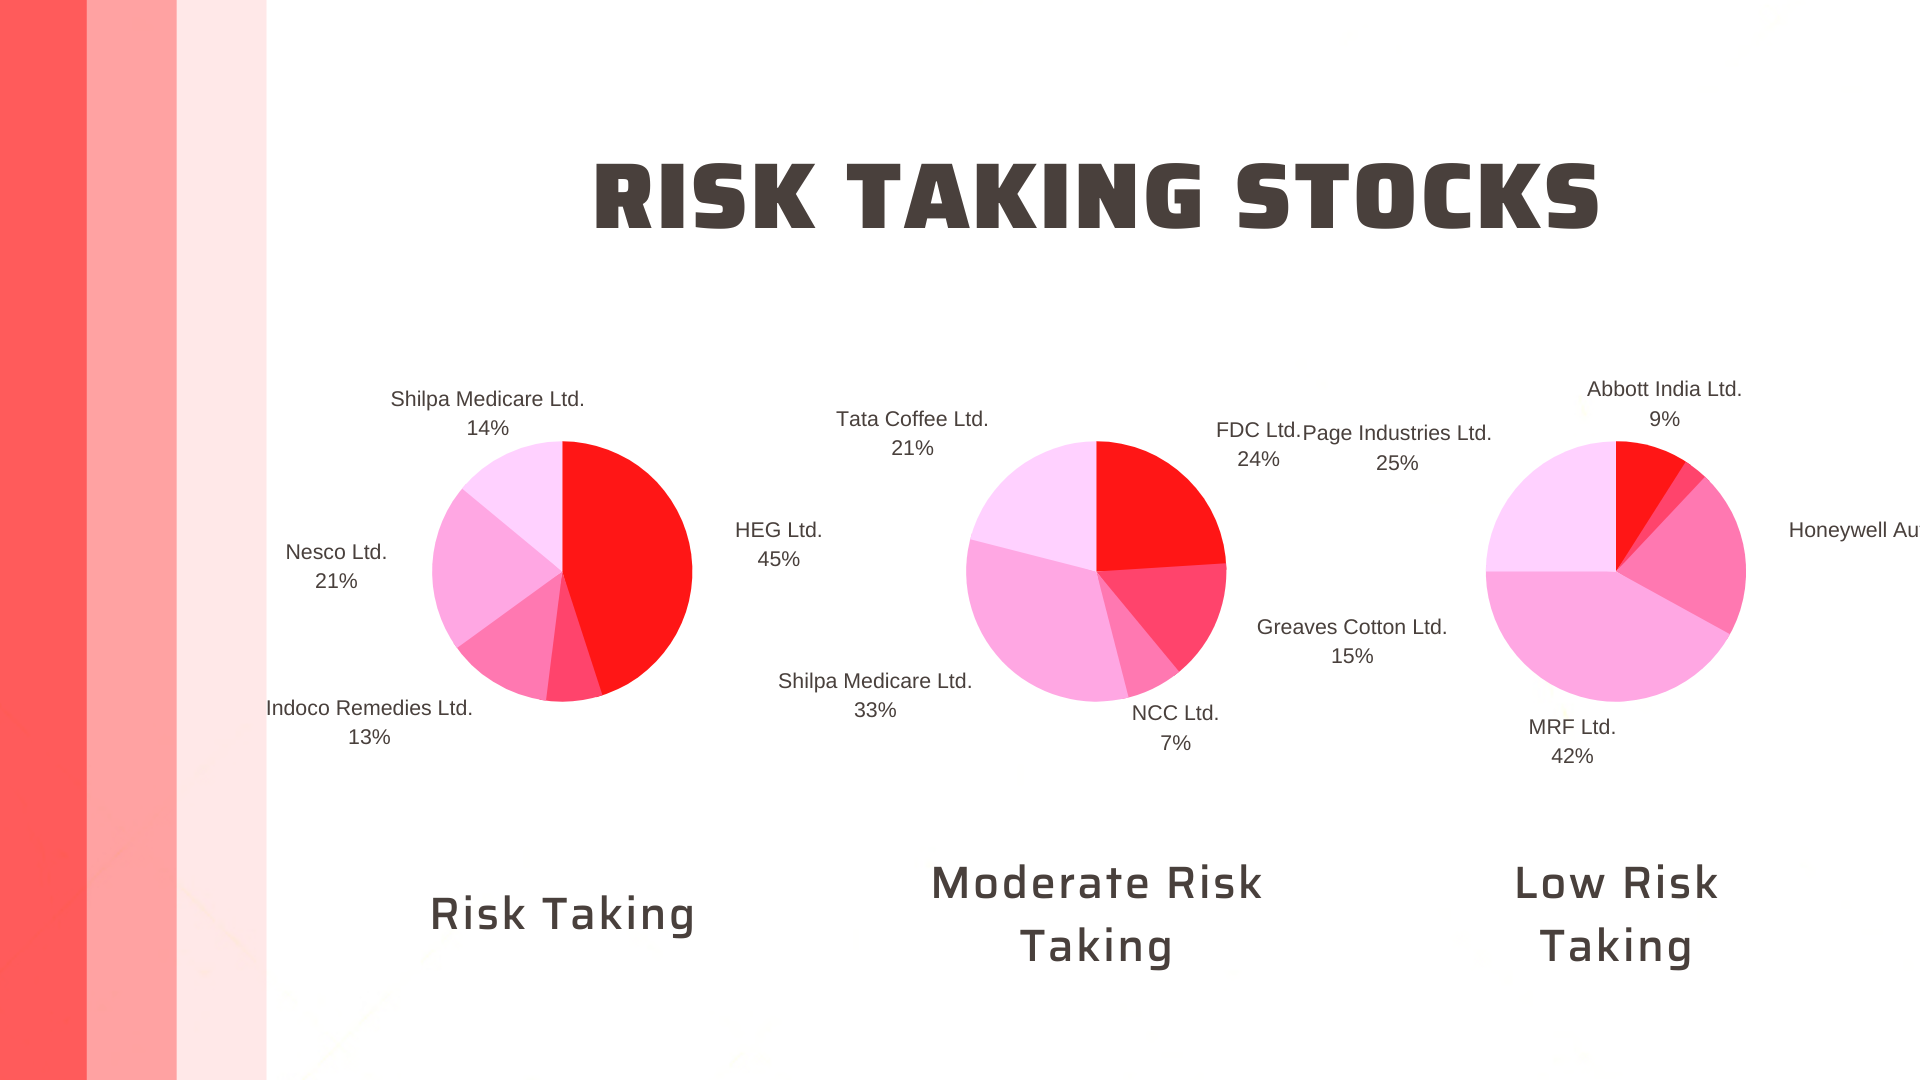 RISK TAKING STOCKS
Shilpa Medicare Ltd.
14%
HEG Ltd.
45%
Nesco Ltd.
21%
Indoco Remedies Ltd.
13%
Risk Taking
Tata Coffee Ltd.
21%
FDC Ltd.
24%
Greaves Cotton Ltd.
15%
Shilpa Medicare Ltd.
33%
NCC Ltd.
7%
Moderate Risk
Taking
Abbott India Ltd.
9%
Page Industries Ltd.
25%
Honeywell Au
MRF Ltd.
42%
Low Risk
Taking